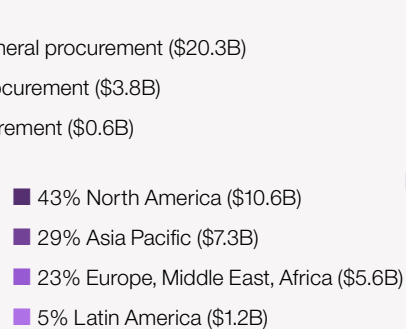 neral procurement ($20.3B)
ocurement ($3.8B)
rement ($0.6B)
43% North America ($10.6B)
29% Asia Pacific ($7.3B)
23% Europe, Middle East, Africa ($5.6B)
5% Latin America ($1.2B)